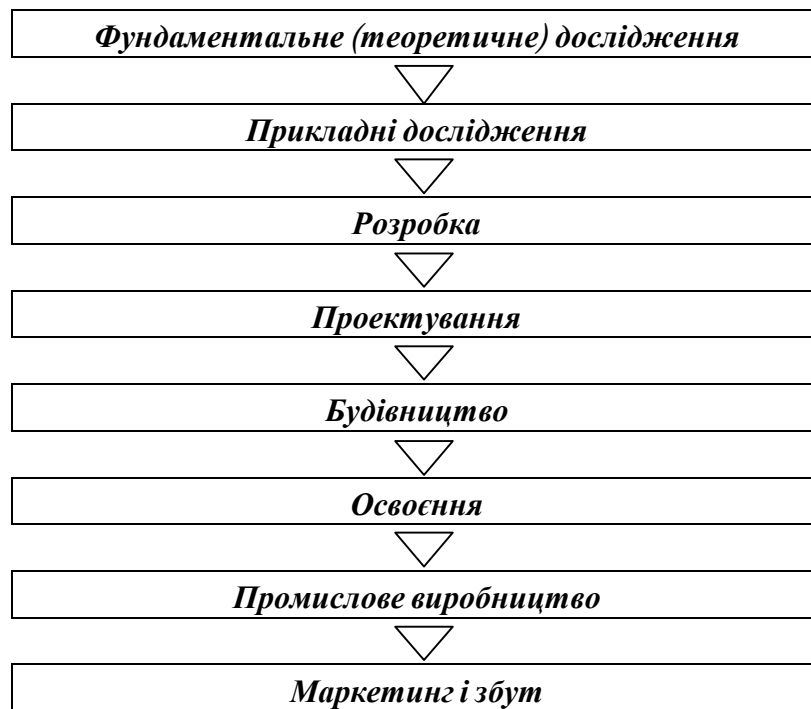 Фундаментальне (теоретичне) дослідження
Прикладні дослідження
Розробка
Проектування
Будівництво
Освоєння
Промислове виробництво
Маркетинг і збут